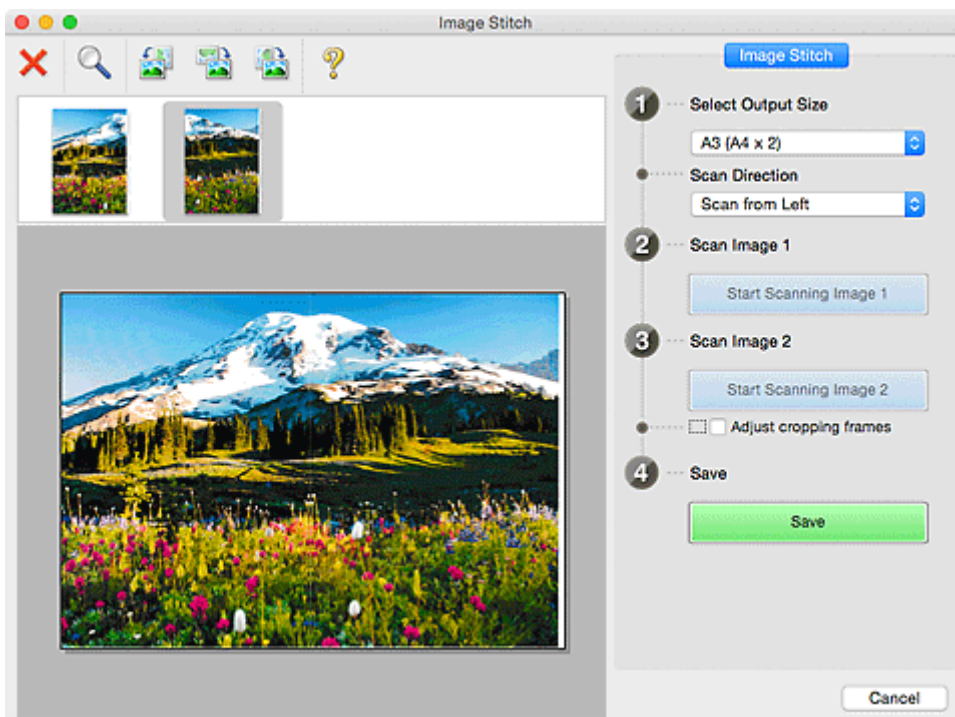 Image Stitch
Image Stitch
1 Select Output Size
A3 (A4 x 2)
Scan Direction
Scan from Left
2 Scan Image 1
Start Scanning Image 1
3 Scan Image 2
Start Scanning Image 2
Adjust cropping frames
4 Save
Save
Cancel